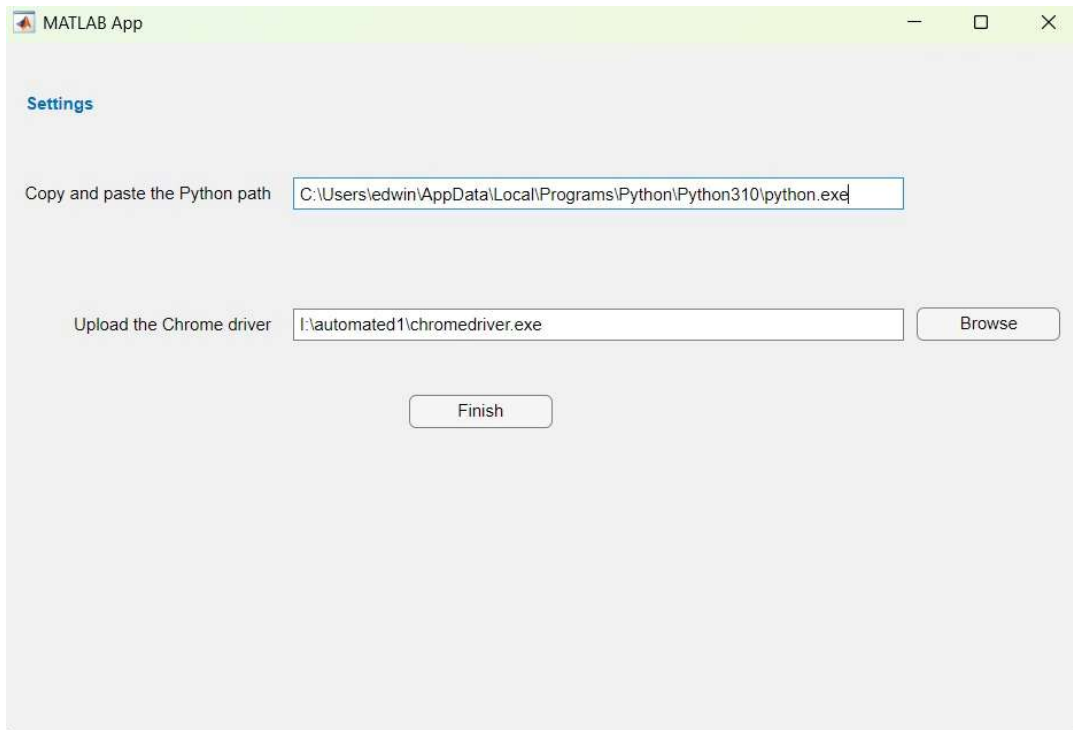 MATLAB App
Settings
Copy and paste the Python path C:\Users\edwin\AppData\Local\Programs\Python\Python310\python.exe
Upload the Chrome driver I:\automated1\chromedriver.exe Browse
Finish